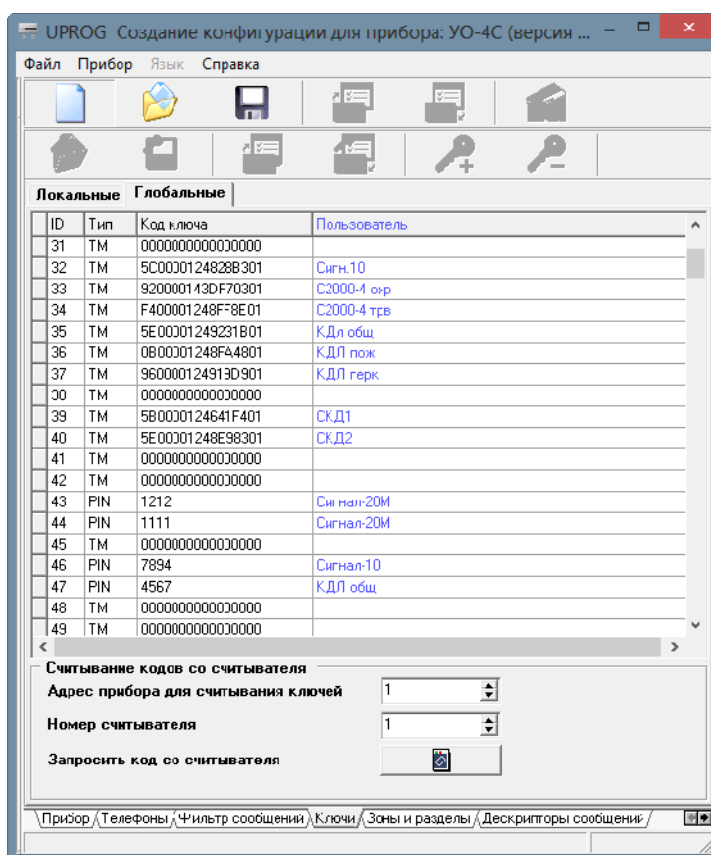 UPROG Создание конфигурации для прибора: УО-4С (версия ...
Файл Прибор Язык Справка
Локальные Глобальные
ID Тип Код ключа Пользователь
31 TM 0000000000000000
32 TM 5C0000124828B301 Сигн.10
33 TM 920000143DF70301 С2000-4 охр
34 TM F400001248FF8E01 С2000-4 трв
35 TM 5E00001249231B01 КДл общ
36 TM 0B00001248FA4801 КДЛ пож
37 TM 960000124919D901 КДЛ герк
TM 0000000000000000
39 TM 5B0000124641F401 СКД1
40 TM 5E00001248E98301 СКД2
41 TM 0000000000000000
42 TM 0000000000000000
43 PIN 1212 Сигнал-20М
44 PIN 1111 Сигнал-20М
45 TM 0000000000000000
46 PIN 7894 Сигнал-10
47 PIN 4567 КДЛ общ
48 TM 0000000000000000
49 TM 0000000000000000
Считывание кодов со считывателя
Адрес прибора для считывания ключей 1
Номер считывателя 1
Запросить код со считывателя
Прибор Телефоны Фильтр сообщений Ключи Зоны и разделы Дескрипторы сообщений